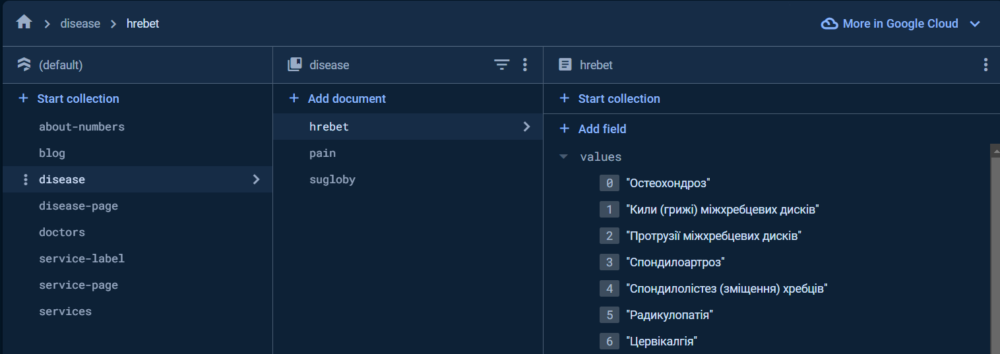 disease hrebet More in Google Cloud
(default) disease hrebet
+ Start collection + Add document + Start collection
about-numbers
blog
disease
disease-page
doctors
service-label
service-page
services
hrebet
pain
sugloby
+ Add field
values
0 "Остеохондроз"
1 "Кили (грижі) міжхребцевих дисків"
2 "Протрузії міжхребцевих дисків"
3 "Спондилоартроз"
4 "Спондилолістез (зміщення) хребців"
5 "Радикулопатія"
6 "Цервікалгія"